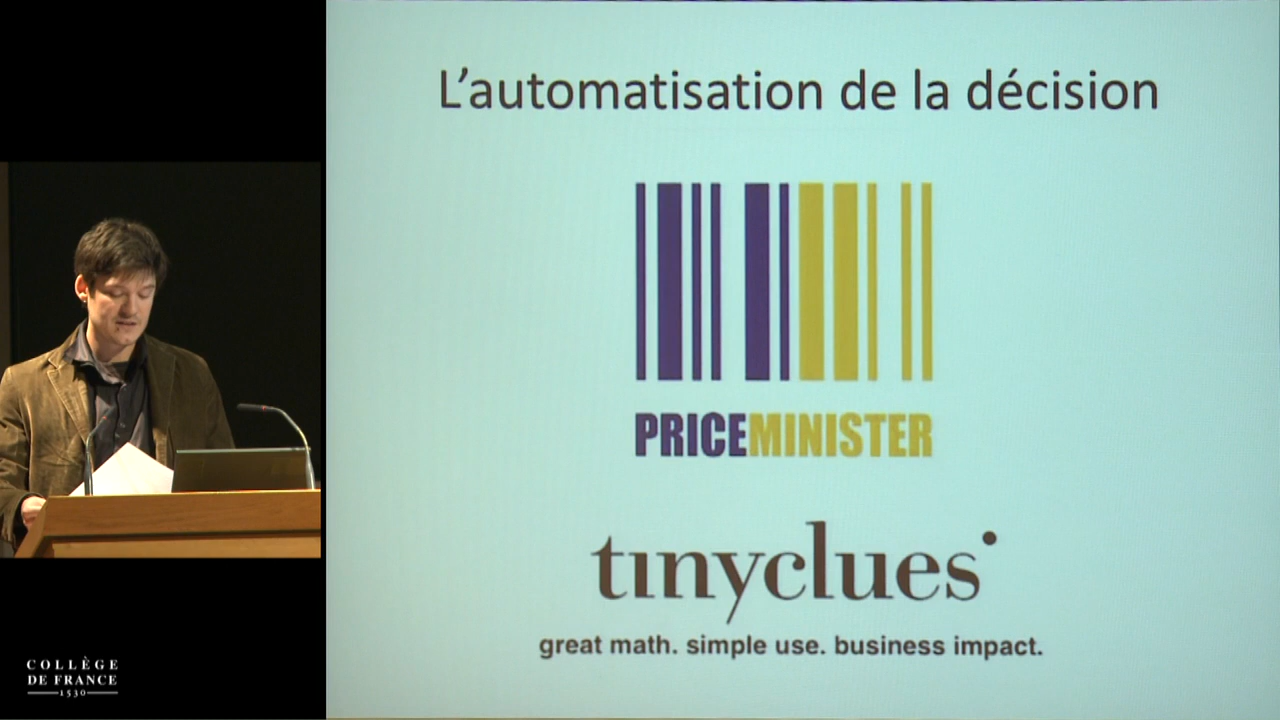 L'automatisation de la décision
PRICEMINISTER
tinyclues
great math. simple use. business impact.
COLLÈGE
DE FRANCE
1530